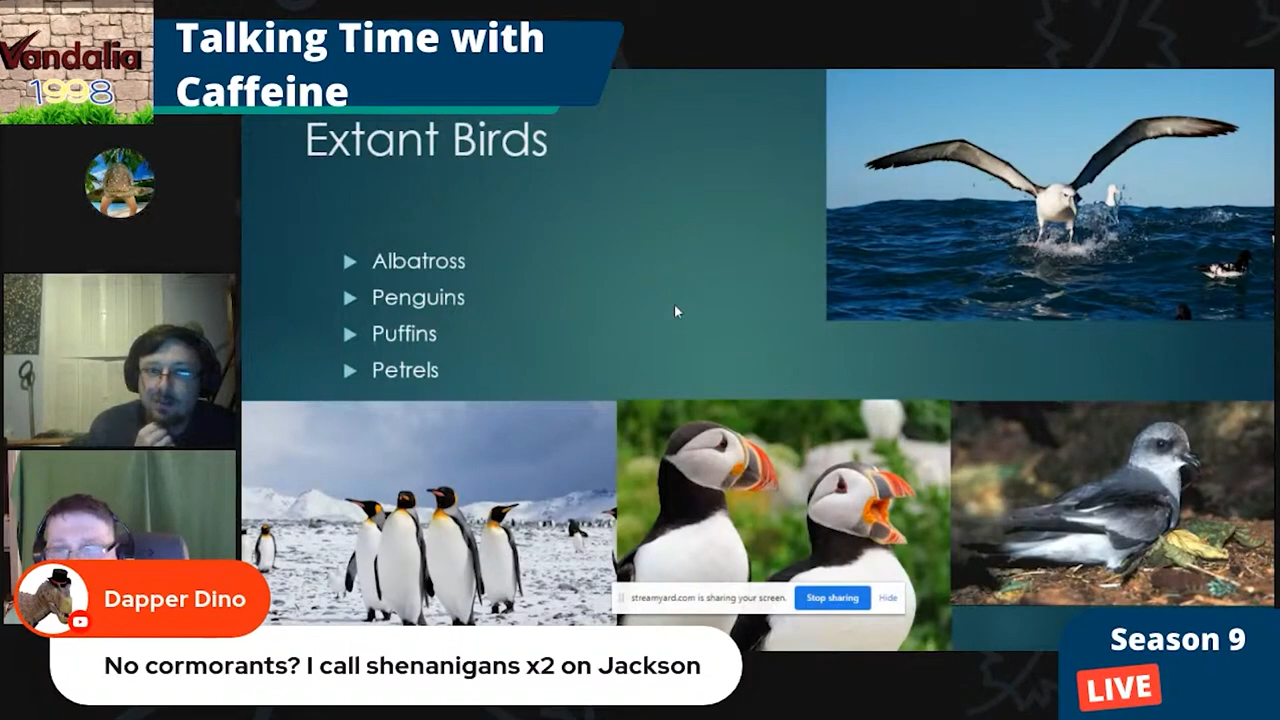 Vandalia
1998
Talking Time with
Caffeine
Extant Birds
Albatross
Penguins
Puffins
Petrels
streamyard.com is sharing your screen.
Stop sharing
Hide
Dapper Dino
No cormorants? I call shenanigans x2 on Jackson
Season 9
LIVE